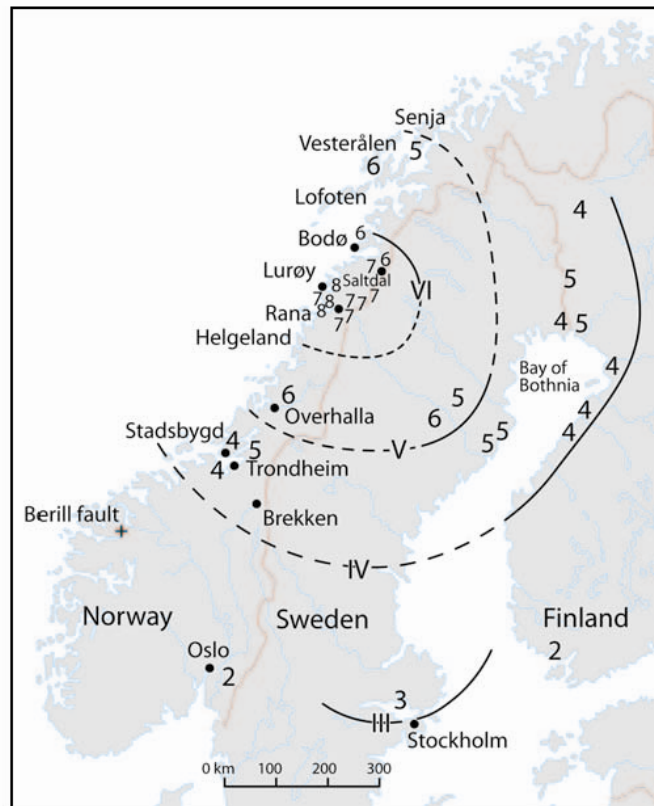 Senja
Vesterålen 5
6
4
Lofoten
Bodø 6
7 6
Lurøy 8 Saltdal 5
7 8 7 7 7 VI
Rana 8 7 7
4 5
Helgeland
Bay of
Bothnia
4
6
Overhalla
5
6
4
4
Stadsbygd
4 5
V
5 5
4 Trondheim
Berill fault
Brekken
IV
Norway Sweden Finland
Oslo
2
2
3
III
Stockholm
0 km 100 200 300